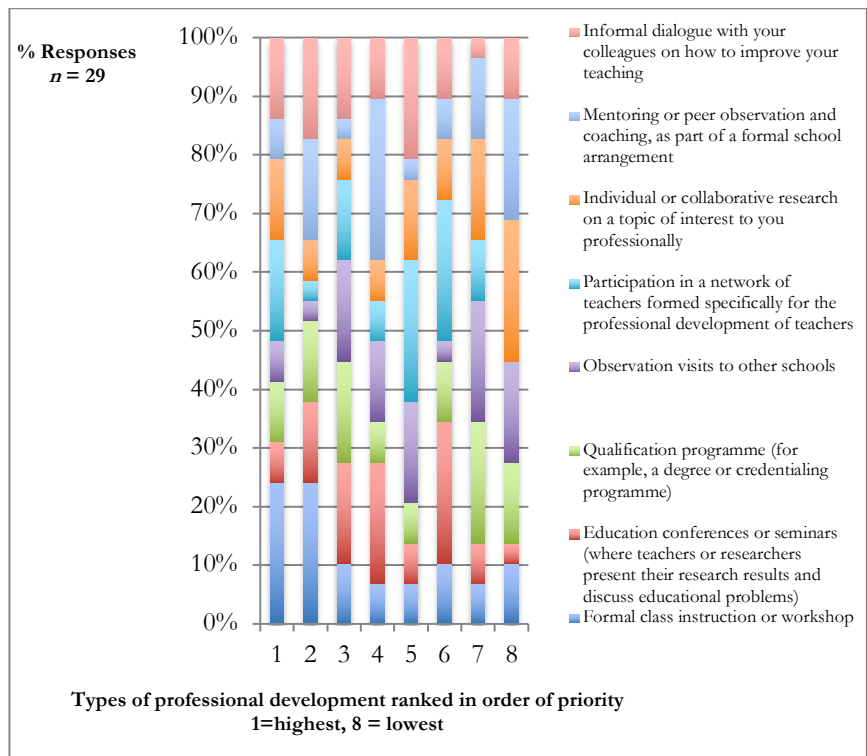 % Responses
n = 29
100%
90%
80%
70%
60%
50%
40%
30%
20%
10%
0%
1 2 3 4 5 6 7 8
Types of professional development ranked in order of priority
1=highest, 8 = lowest
Informal dialogue with your
colleagues on how to improve your
teaching
Mentoring or peer observation and
coaching, as part of a formal school
arrangement
Individual or collaborative research
on a topic of interest to you
professionally
Participation in a network of
teachers formed specifically for the
professional development of teachers
Observation visits to other schools
Qualification programme (for
example, a degree or credentialing
programme)
Education conferences or seminars
(where teachers or researchers
present their research results and
discuss educational problems)
Formal class instruction or workshop